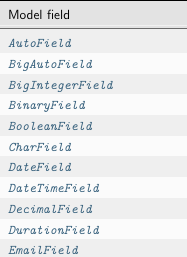 Model field
AutoField
BigAutoField
BigIntegerField
BinaryField
BooleanField
CharField
DateField
DateTimeField
DecimalField
DurationField
EmailField